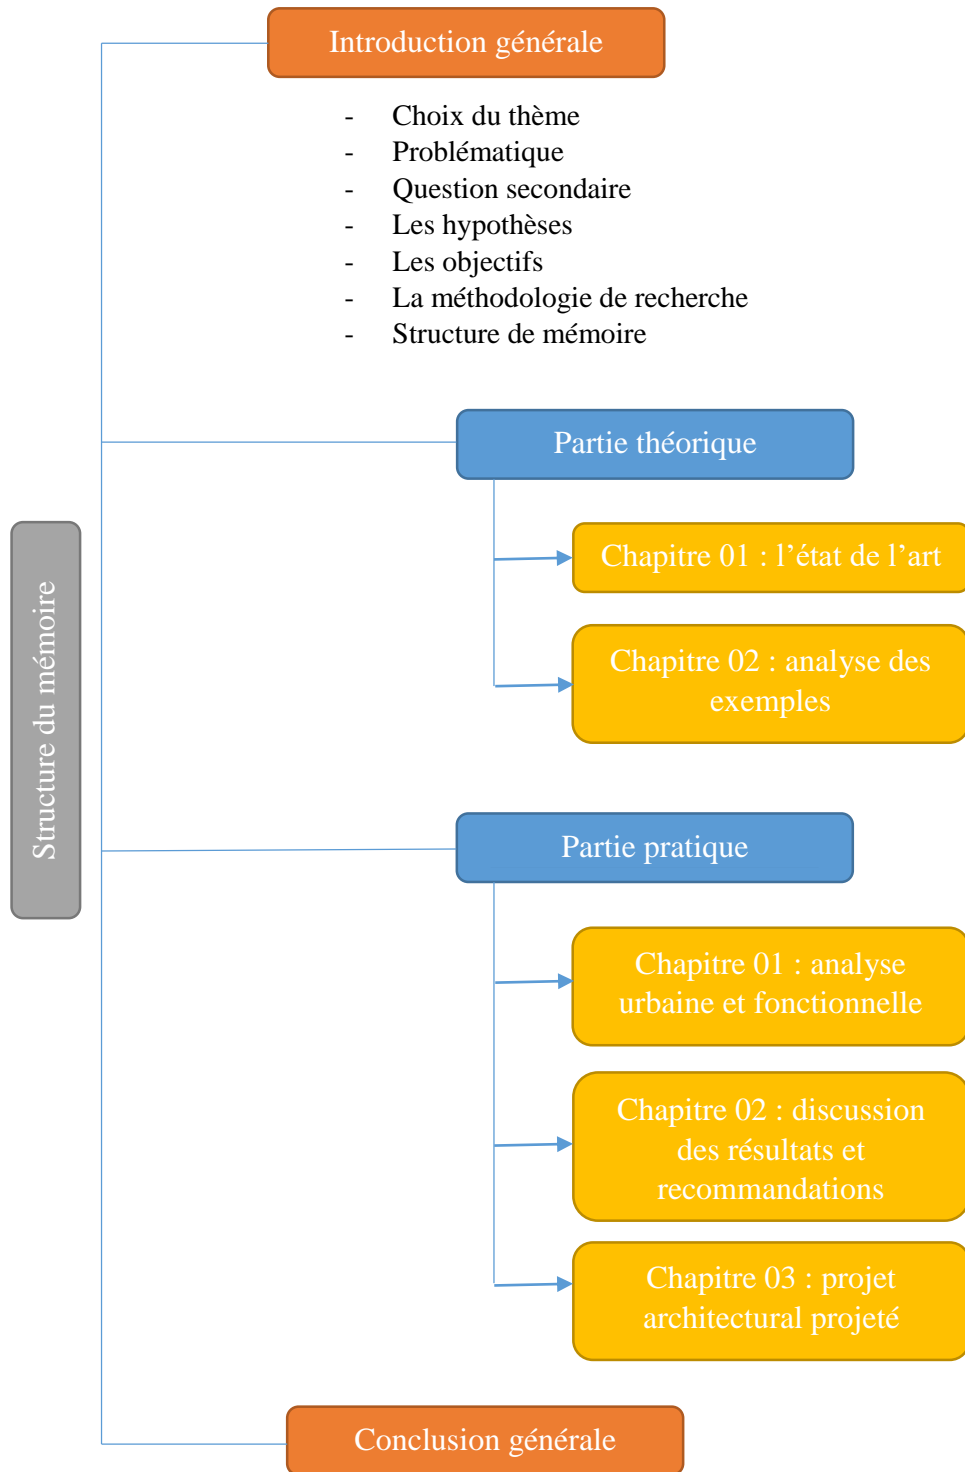 Introduction générale
- Choix du thème
- Problématique
- Question secondaire
- Les hypothèses
- Les objectifs
- La méthodologie de recherche
- Structure de mémoire
Partie théorique
Chapitre 01 : l’état de l’art
Chapitre 02 : analyse des
exemples
Structure du mémoire
Partie pratique
Chapitre 01 : analyse
urbaine et fonctionnelle
Chapitre 02 : discussion
des résultats et
recommandations
Chapitre 03 : projet
architectural projeté
Conclusion générale